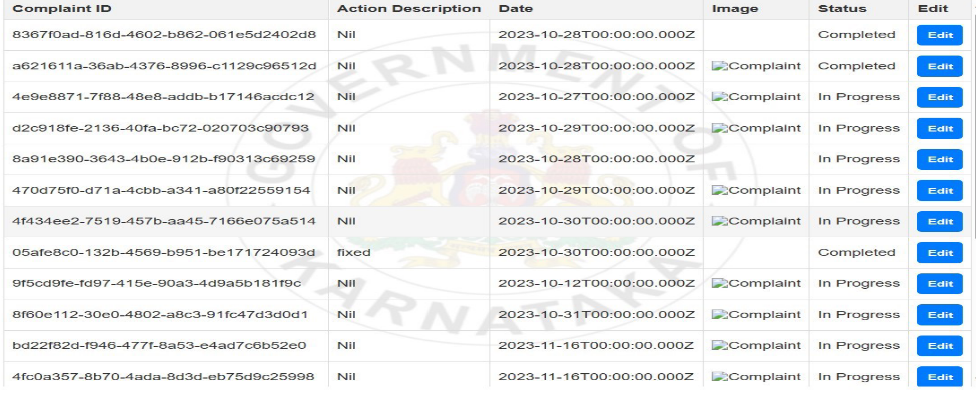 Complaint ID Action Description Date Image Status Edit
8367f0ad-816d-4602-b862-061e5d2402d8 Nil 2023-10-28T00:00:00.000Z Completed Edit
a621611a-36ab-4376-8996-c1129c96512d Nil 2023-10-28T00:00:00.000Z Complaint Completed Edit
4e9e8871-7f88-48e8-addb-b17146acdc12 Nil 2023-10-27T00:00:00.000Z Complaint In Progress Edit
d2c918fe-2136-40fa-bc72-020703c90793 Nil 2023-10-29T00:00:00.000Z Complaint In Progress Edit
8a91e390-3643-4b0e-912b-f90313c69259 Nil 2023-10-28T00:00:00.000Z In Progress Edit
470d75f0-d71a-4cbb-a341-a80f22559154 Nil 2023-10-29T00:00:00.000Z Complaint In Progress Edit
4f434ee2-7519-457b-aa45-7166e075a514 Nil 2023-10-30T00:00:00.000Z Complaint In Progress Edit
05afe8c0-132b-4569-b951-be171724093d fixed 2023-10-30T00:00:00.000Z Completed Edit
9f5cd9fe-fd97-415e-90a3-4d9a5b181f9c Nil 2023-10-12T00:00:00.000Z Complaint In Progress Edit
8f60e112-30e0-4802-a8c3-91fc47d3d0d1 Nil 2023-10-31T00:00:00.000Z Complaint In Progress Edit
bd22f82d-f946-477f-8a53-e4ad7c6b52e0 Nil 2023-11-16T00:00:00.000Z Complaint In Progress Edit
4fc0a357-8b70-4ada-8d3d-eb75d9c25998 Nil 2023-11-16T00:00:00.000Z Complaint In Progress Edit
GOVERNMENT OF
KARNATAKA